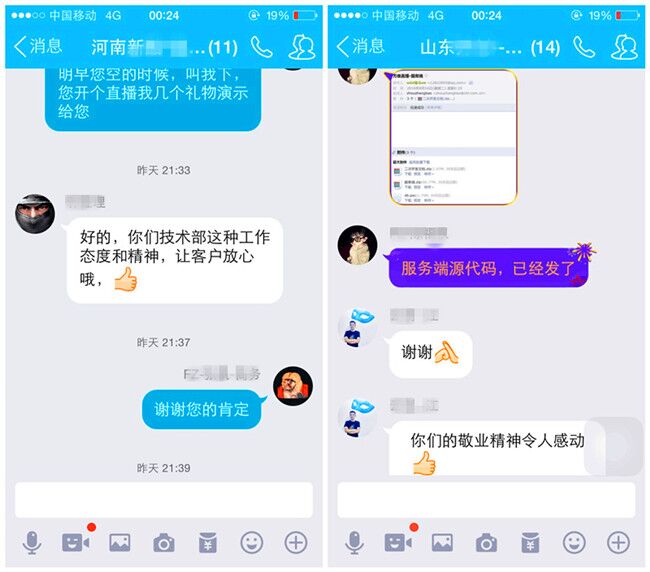 中国移动 4G 00:24 19%
消息 河南新 ... (11)
明早您空的时候，叫我下，
您开个直播我几个礼物演示
给您
昨天 21:33
理
好的，你们技术部这种工作
态度和精神，让客户放心
哦，
昨天 21:37
商务
谢谢您的肯定
昨天 21:39
中国移动 4G 00:24 19%
消息 山东 -... (14)
服务端源代码，已经发了
谢谢
你们的敬业精神令人感动